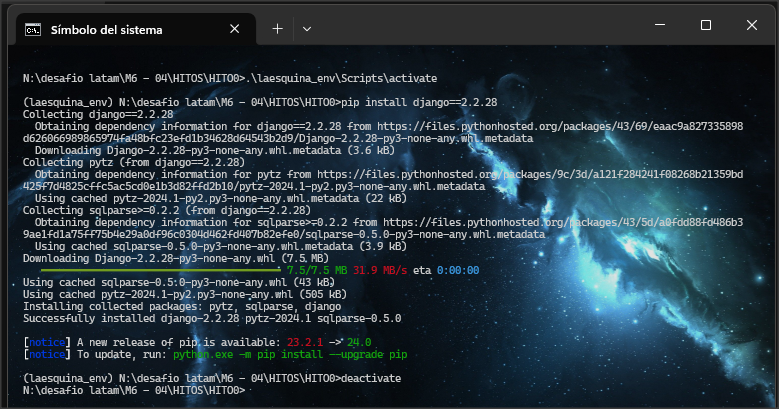 Símbolo del sistema
N:\desafio latam\M6 - 04\HITOS\HITO0>.\laesquina_env\Scripts\activate
(laesquina_env) N:\desafio latam\M6 - 04\HITOS\HITO0>pip install django==2.2.28
Collecting django==2.2.28
Obtaining dependency information for django==2.2.28 from https://files.pythonhosted.org/packages/43/69/eaac9a827335898
d626069898659​74fa48bfc23efd1b34628d64543b2d9/Django-2.2.28-py3-none-any.whl.metadata
Downloading Django-2.2.28-py3-none-any.whl.metadata (3.6 kB)
Collecting pytz (from django==2.2.28)
Obtaining dependency information for pytz from https://files.pythonhosted.org/packages/9c/3d/a121f284241f08268b21359bd
425f7d4825cffc5ac5cd0e1b3d82ffd2b10/pytz-2024.1-py2.py3-none-any.whl.metadata
Using cached pytz-2024.1-py2.py3-none-any.whl.metadata (22 kB)
Collecting sqlparse>=0.2.2 (from django==2.2.28)
Obtaining dependency information for sqlparse>=0.2.2 from https://files.pythonhosted.org/packages/43/5d/a0fdd88fd486b3
9ae1fd1a75ff75b4e29a0df96c0304d462fd407b82efe0/sqlparse-0.5.0-py3-none-any.whl.metadata
Using cached sqlparse-0.5.0-py3-none-any.whl.metadata (3.9 kB)
Downloading Django-2.2.28-py3-none-any.whl (7.5 MB)
7.5/7.5 MB 31.9 MB/s eta 0:00:00
Using cached sqlparse-0.5.0-py3-none-any.whl (43 kB)
Using cached pytz-2024.1-py2.py3-none-any.whl (505 kB)
Installing collected packages: pytz, sqlparse, django
Successfully installed django-2.2.28 pytz-2024.1 sqlparse-0.5.0
[notice] A new release of pip is available: 23.2.1 -> 24.0
[notice] To update, run: python.exe -m pip install --upgrade pip
(laesquina_env) N:\desafio latam\M6 - 04\HITOS\HITO0>deactivate
N:\desafio latam\M6 - 04\HITOS\HITO0>